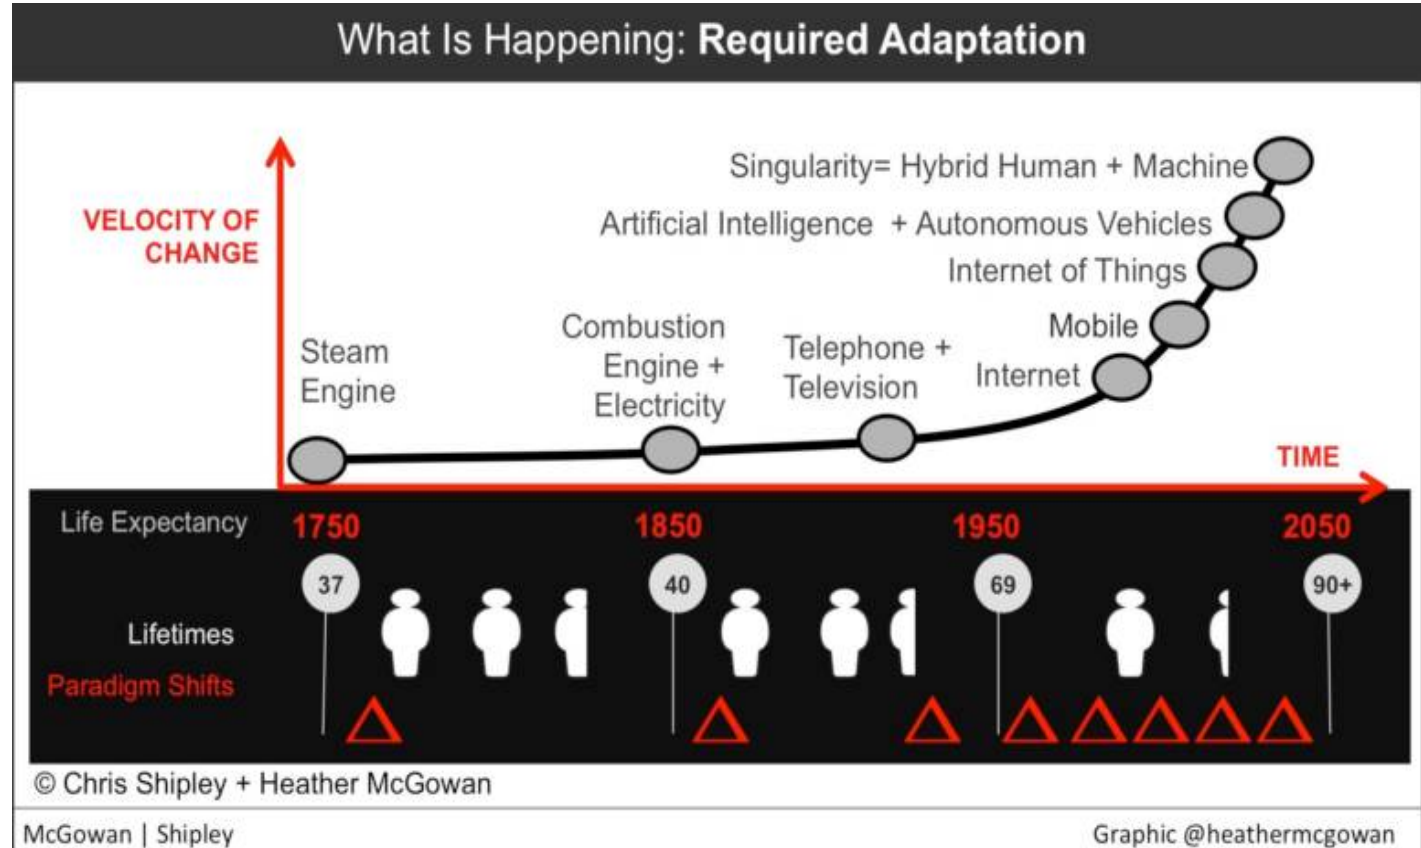 What Is Happening: Required Adaptation
VELOCITY OF
CHANGE
Singularity= Hybrid Human + Machine
Artificial Intelligence + Autonomous Vehicles
Internet of Things
Mobile
Internet
Telephone +
Television
Combustion
Engine +
Electricity
Steam
Engine
TIME
Life Expectancy
1750
1850
1950
2050
37
40
69
90+
Lifetimes
Paradigm Shifts
© Chris Shipley + Heather McGowan
McGowan | Shipley
Graphic @heathermcgowan